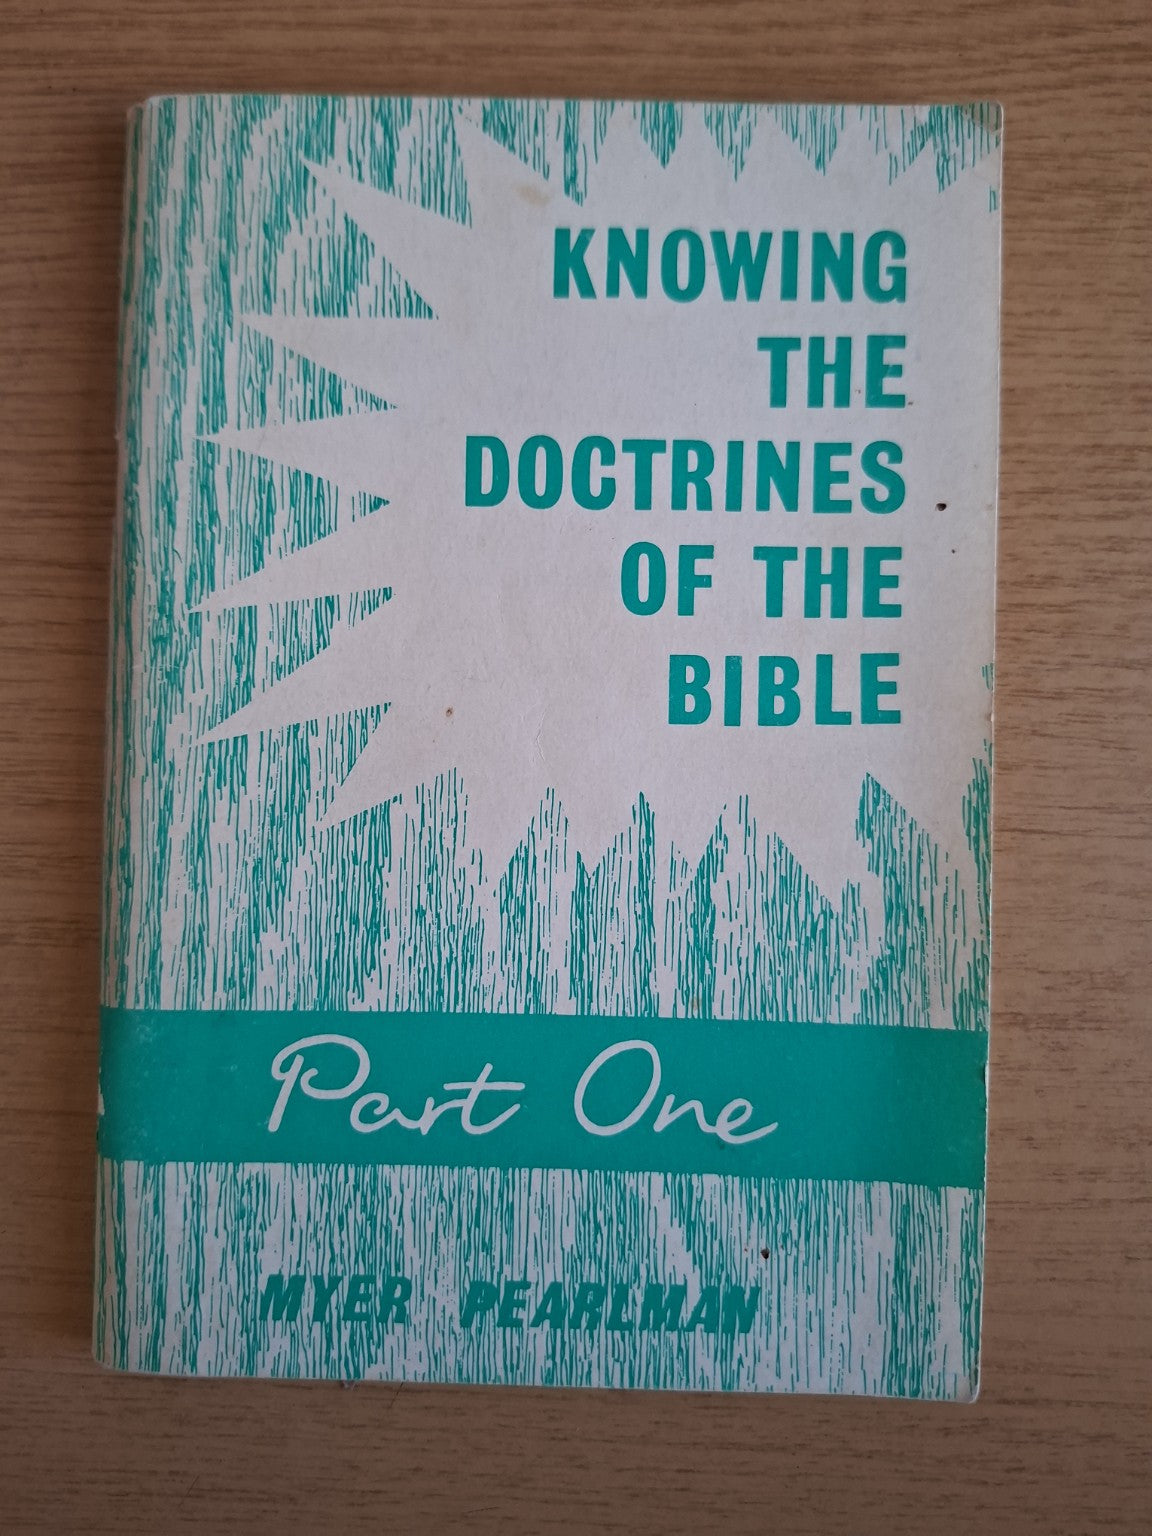 KNOWING
THE
DOCTRINES
OF THE
BIBLE
Part One
MYER PEARLMAN